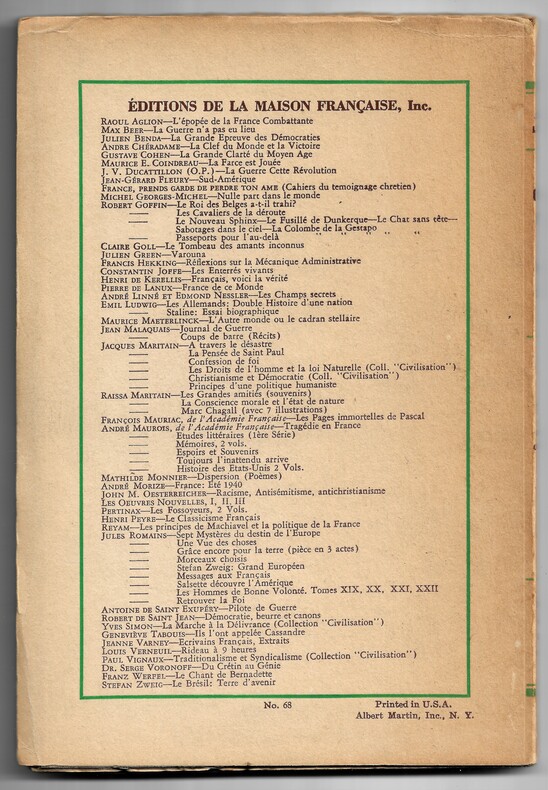 ÉDITIONS DE LA MAISON FRANÇAISE, Inc.
RAOUL AGLION—L'épopée de la France Combattante
MAX BEER—La Guerre n'a pas eu lieu
JULIEN BENDA—La Grande Epreuve des Démocraties
ANDRE CHÉRADAME—La Clef du Monde et la Victoire
GUSTAVE COHEN—La Grande Clarté du Moyen Age
MAURICE E. COINDREAU—La Farce est Jouée
J. V. DUCATTILLON (O.P.)—La Guerre Cette Révolution
JEAN-GÉRARD FLEURY—Sud-Amérique
FRANCE, PRENDS GARDE DE PERDRE TON AME (Cahiers du temoignage chretien)
MICHEL GEORGES-MICHEL—Nulle part dans le monde
ROBERT GOFFIN—Le Roi des Belges a-t-il trahi?
—— Les Cavaliers de la déroute
—— Le Nouveau Sphinx—Le Fusillé de Dunkerque—Le Chat sans tête—
Sabotages dans le ciel—La Colombe de la Gestapo
—— Passeports pour l'au-delà " " " " "
CLAIRE GOLL—Le Tombeau des amants inconnus
JULIEN GREEN—Varouna
FRANCIS HEKKING—Réflexions sur la Mécanique Administrative
CONSTANTIN JOFFE—Les Enterrés vivants
HENRI DE KERILLIS—Français, voici la vérité
PIERRE DE LANUX—France de ce Monde
ANDRÉ LINNÉ ET EDMOND NESSLER—Les Champs secrets
EMIL LUDWIG—Les Allemands: Double Histoire d'une nation
—— Staline: Essai biographique
MAURICE MAETERLINCK—L'Autre monde ou le cadran stellaire
JEAN MALAQUAIS—Journal de Guerre
—— Coups de barre (Récits)
JACQUES MARITAIN—A travers le désastre
—— La Pensée de Saint Paul
—— Confession de foi
—— Les Droits de l'homme et la loi Naturelle (Coll. "Civilisation")
—— Christianisme et Démocratie (Coll. "Civilisation")
—— Principes d'une politique humaniste
RAISSA MARITAIN—Les Grandes amitiés (souvenirs)
—— La Conscience morale et l'état de nature
—— Marc Chagall (avec 7 illustrations)
FRANÇOIS MAURIAC, de l'Académie Française—Les Pages immortelles de Pascal
ANDRÉ MAUROIS, de l'Académie Française—Tragédie en France
—— Etudes littéraires (1ère Série)
—— Mémoires, 2 vols.
—— Espoirs et Souvenirs
—— Toujours l'inattendu arrive
—— Histoire des Etats-Unis 2 Vols.
MATHILDE MONNIER—Dispersion (Poèmes)
ANDRÉ MORIZE—France: Eté 1940
JOHN M. OESTERREICHER—Racisme, Antisémitisme, antichristianisme
LES OEUVRES NOUVELLES, I, II, III
PERTINAX—Les Fossoyeurs, 2 Vols.
HENRI PEYRE—Le Classicisme Français
REYAM—Les principes de Machiavel et la politique de la France
JULES ROMAINS—Sept Mystères du destin de l'Europe
—— Une Vue des choses
—— Grâce encore pour la terre (pièce en 3 actes)
—— Morceaux choisis
—— Stefan Zweig: Grand Européen
—— Messages aux Français
—— Salsette découvre l'Amérique
—— Les Hommes de Bonne Volonté. Tomes XIX, XX, XXI, XXII
—— Retrouver la Foi
ANTOINE DE SAINT EXUPÉRY—Pilote de Guerre
ROBERT DE SAINT JEAN—Démocratie, beurre et canons
YVES SIMON—La Marche à la Délivrance (Collection "Civilisation")
GENEVIÈVE TABOUIS—Ils l'ont appelée Cassandre
JEANNE VARNEY—Ecrivains Français, Extraits
LOUIS VERNEUIL—Rideau à 9 heures
PAUL VIGNAUX—Traditionalisme et Syndicalisme (Collection "Civilisation")
DR. SERGE VORONOFF—Du Crétin au Génie
FRANZ WERFEL—Le Chant de Bernadette
STEFAN ZWEIG—Le Brésil: Terre d'avenir
No. 68
Printed in U.S.A.
Albert Martin, Inc., N. Y.